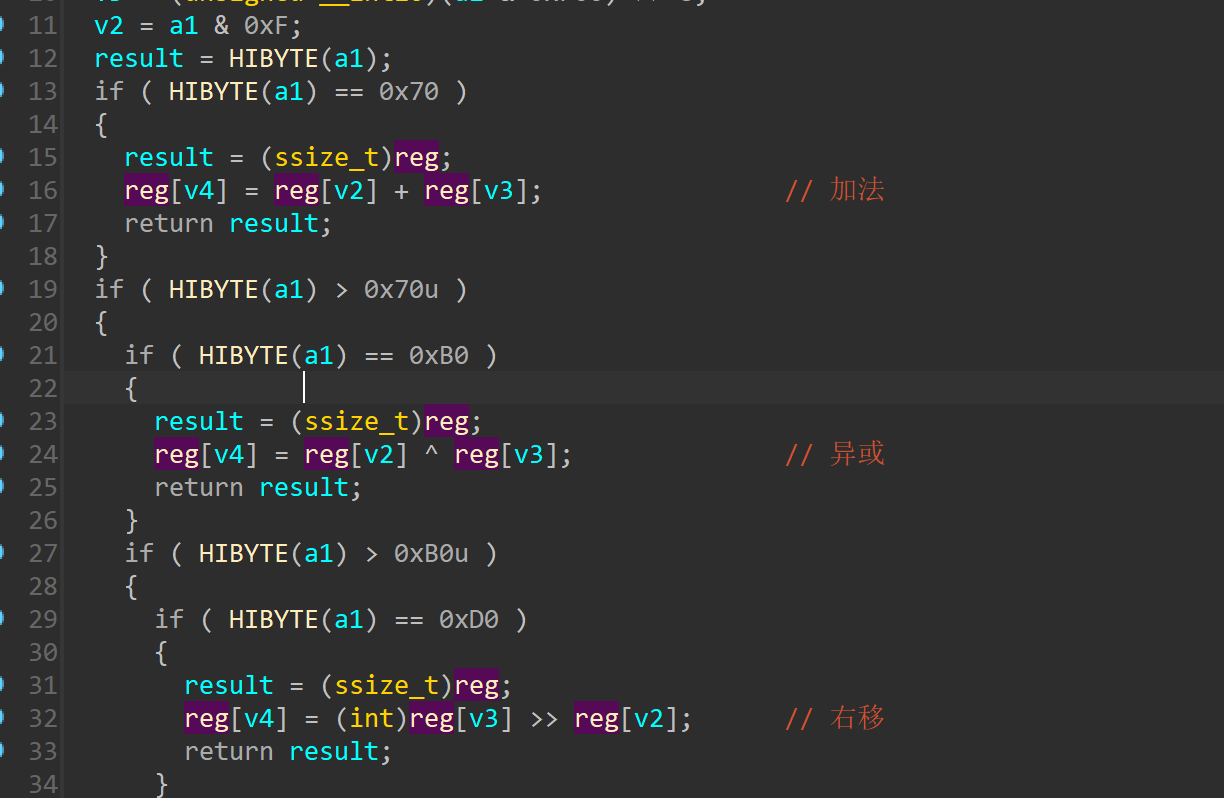 11 v2 = a1 & 0xF;
12 result = HIBYTE(a1);
13 if ( HIBYTE(a1) == 0x70 )
14 {
15 result = (ssize_t)reg;
16 reg[v4] = reg[v2] + reg[v3]; // 加法
17 return result;
18 }
19 if ( HIBYTE(a1) > 0x70u )
20 {
21 if ( HIBYTE(a1) == 0xB0 )
22 {
23 result = (ssize_t)reg;
24 reg[v4] = reg[v2] ^ reg[v3]; // 异或
25 return result;
26 }
27 if ( HIBYTE(a1) > 0xB0u )
28 {
29 if ( HIBYTE(a1) == 0xD0 )
30 {
31 result = (ssize_t)reg;
32 reg[v4] = (int)reg[v3] >> reg[v2]; // 右移
33 return result;
34 }